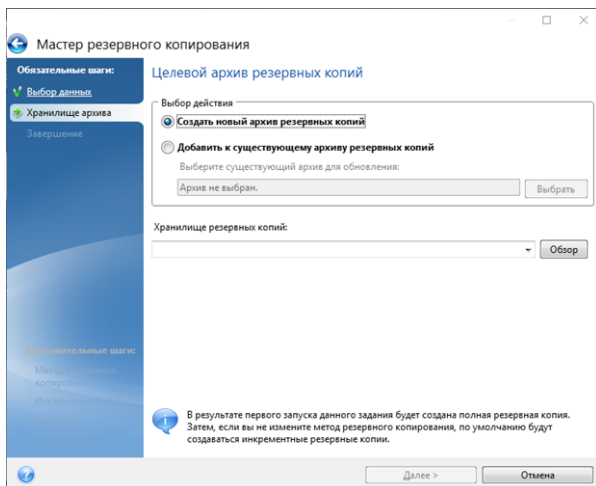 Мастер резервного копирования
Обязательные шаги:
Выбор данных
Хранилище архива
Завершение
Целевой архив резервных копий
Выбор действия
Создать новый архив резервных копий
Добавить к существующему архиву резервных копий
Выберите существующий архив для обновления:
Архив не выбран.
Выбрать
Хранилище резервных копий:
Обзор
шаги:
Метод
В результате первого запуска данного задания будет создана полная резервная копия.
Затем, если вы не измените метод резервного копирования, по умолчанию будут
создаваться инкрементные резервные копии.
Далее >
Отмена